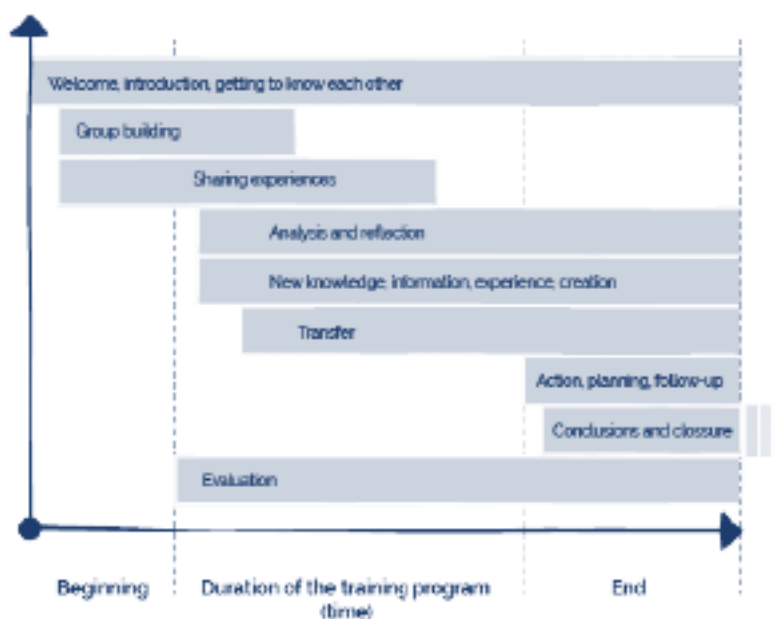 Welcome, introduction, getting to know each other
Group building
Sharing experiences
Analysis and reflection
New knowledge, information, experience, creation
Transfer
Action, planning, follow-up
Conclusions and clossure
Evaluation
Beginning
Duration of the training program
(time)
End